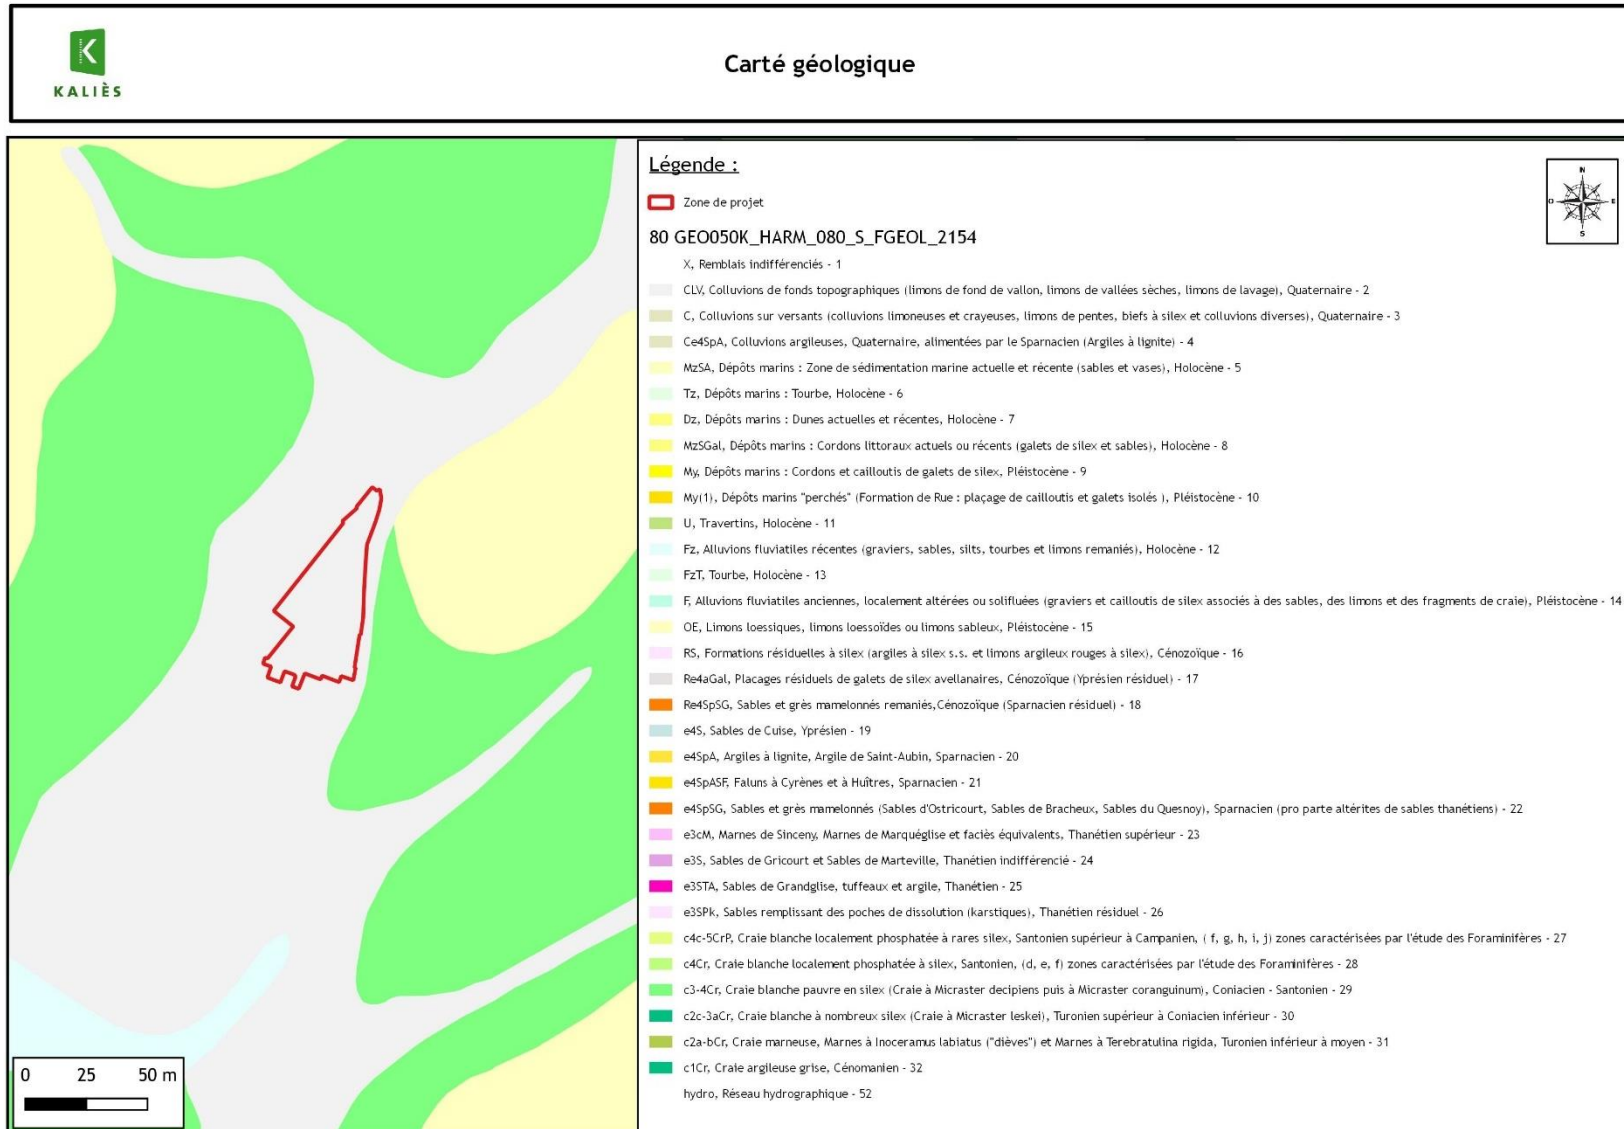 KALIÈS
Carté géologique
Légende :
Zone de projet
80 GEO050K_HARM_080_S_FGEOL_2154
X, Remblais indifférenciés - 1
CLV, Colluvions de fonds topographiques (limons de fond de vallon, limons de vallées sèches, limons de lavage), Quaternaire - 2
C, Colluvions sur versants (colluvions limoneuses et crayeuses, limons de pentes, biefs à silex et colluvions diverses), Quaternaire - 3
Ce4SpA, Colluvions argileuses, Quaternaire, alimentées par le Sparnacien (Argiles à lignite) - 4
MzSA, Dépôts marins : Zone de sédimentation marine actuelle et récente (sables et vases), Holocène - 5
Tz, Dépôts marins : Tourbe, Holocène - 6
Dz, Dépôts marins : Dunes actuelles et récentes, Holocène - 7
MzSGal, Dépôts marins : Cordons littoraux actuels ou récents (galets de silex et sables), Holocène - 8
My, Dépôts marins : Cordons et cailloutis de galets de silex, Pléistocène - 9
My(1), Dépôts marins "perchés" (Formation de Rue : plaçage de cailloutis et galets isolés ), Pléistocène - 10
U, Travertins, Holocène - 11
Fz, Alluvions fluviatiles récentes (graviers, sables, silts, tourbes et limons remaniés), Holocène - 12
FzT, Tourbe, Holocène - 13
F, Alluvions fluviatiles anciennes, localement altérées ou solifluées (graviers et cailloutis de silex associés à des sables, des limons et des fragments de craie), Pléistocène - 14
OE, Limons loessiques, limons loessoïdes ou limons sableux, Pléistocène - 15
RS, Formations résiduelles à silex (argiles à silex s.s. et limons argileux rouges à silex), Cénozoïque - 16
Re4aGal, Placages résiduels de galets de silex avellanaires, Cénozoïque (Yprésien résiduel) - 17
Re4SpSG, Sables et grès mamelonnés remaniés,Cénozoïque (Sparnacien résiduel) - 18
e4S, Sables de Cuise, Yprésien - 19
e4SpA, Argiles à lignite, Argile de Saint-Aubin, Sparnacien - 20
e4SpASF, Faluns à Cyrènes et à Huîtres, Sparnacien - 21
e4SpSG, Sables et grès mamelonnés (Sables d'Ostricourt, Sables de Bracheux, Sables du Quesnoy), Sparnacien (pro parte altérites de sables thanétiens) - 22
e3cM, Marnes de Sinceny, Marnes de Marquéglise et faciès équivalents, Thanétien supérieur - 23
e3S, Sables de Gricourt et Sables de Marteville, Thanétien indifférencié - 24
e3STA, Sables de Grandglise, tuffeaux et argile, Thanétien - 25
e3SPk, Sables remplissant des poches de dissolution (karstiques), Thanétien résiduel - 26
c4c-5CrP, Craie blanche localement phosphatée à rares silex, Santonien supérieur à Campanien, ( f, g, h, i, j) zones caractérisées par l'étude des Foraminifères - 27
c4Cr, Craie blanche localement phosphatée à silex, Santonien, (d, e, f) zones caractérisées par l'étude des Foraminifères - 28
c3-4Cr, Craie blanche pauvre en silex (Craie à Micraster decipiens puis à Micraster coranguinum), Coniacien - Santonien - 29
c2c-3aCr, Craie blanche à nombreux silex (Craie à Micraster leskei), Turonien supérieur à Coniacien inférieur - 30
c2a-bCr, Craie marneuse, Marnes à Inoceramus labiatus ("dièves") et Marnes à Terebratulina rigida, Turonien inférieur à moyen - 31
c1Cr, Craie argileuse grise, Cénomanien - 32
hydro, Réseau hydrographique - 52
N
O E
S
0 25 50 m